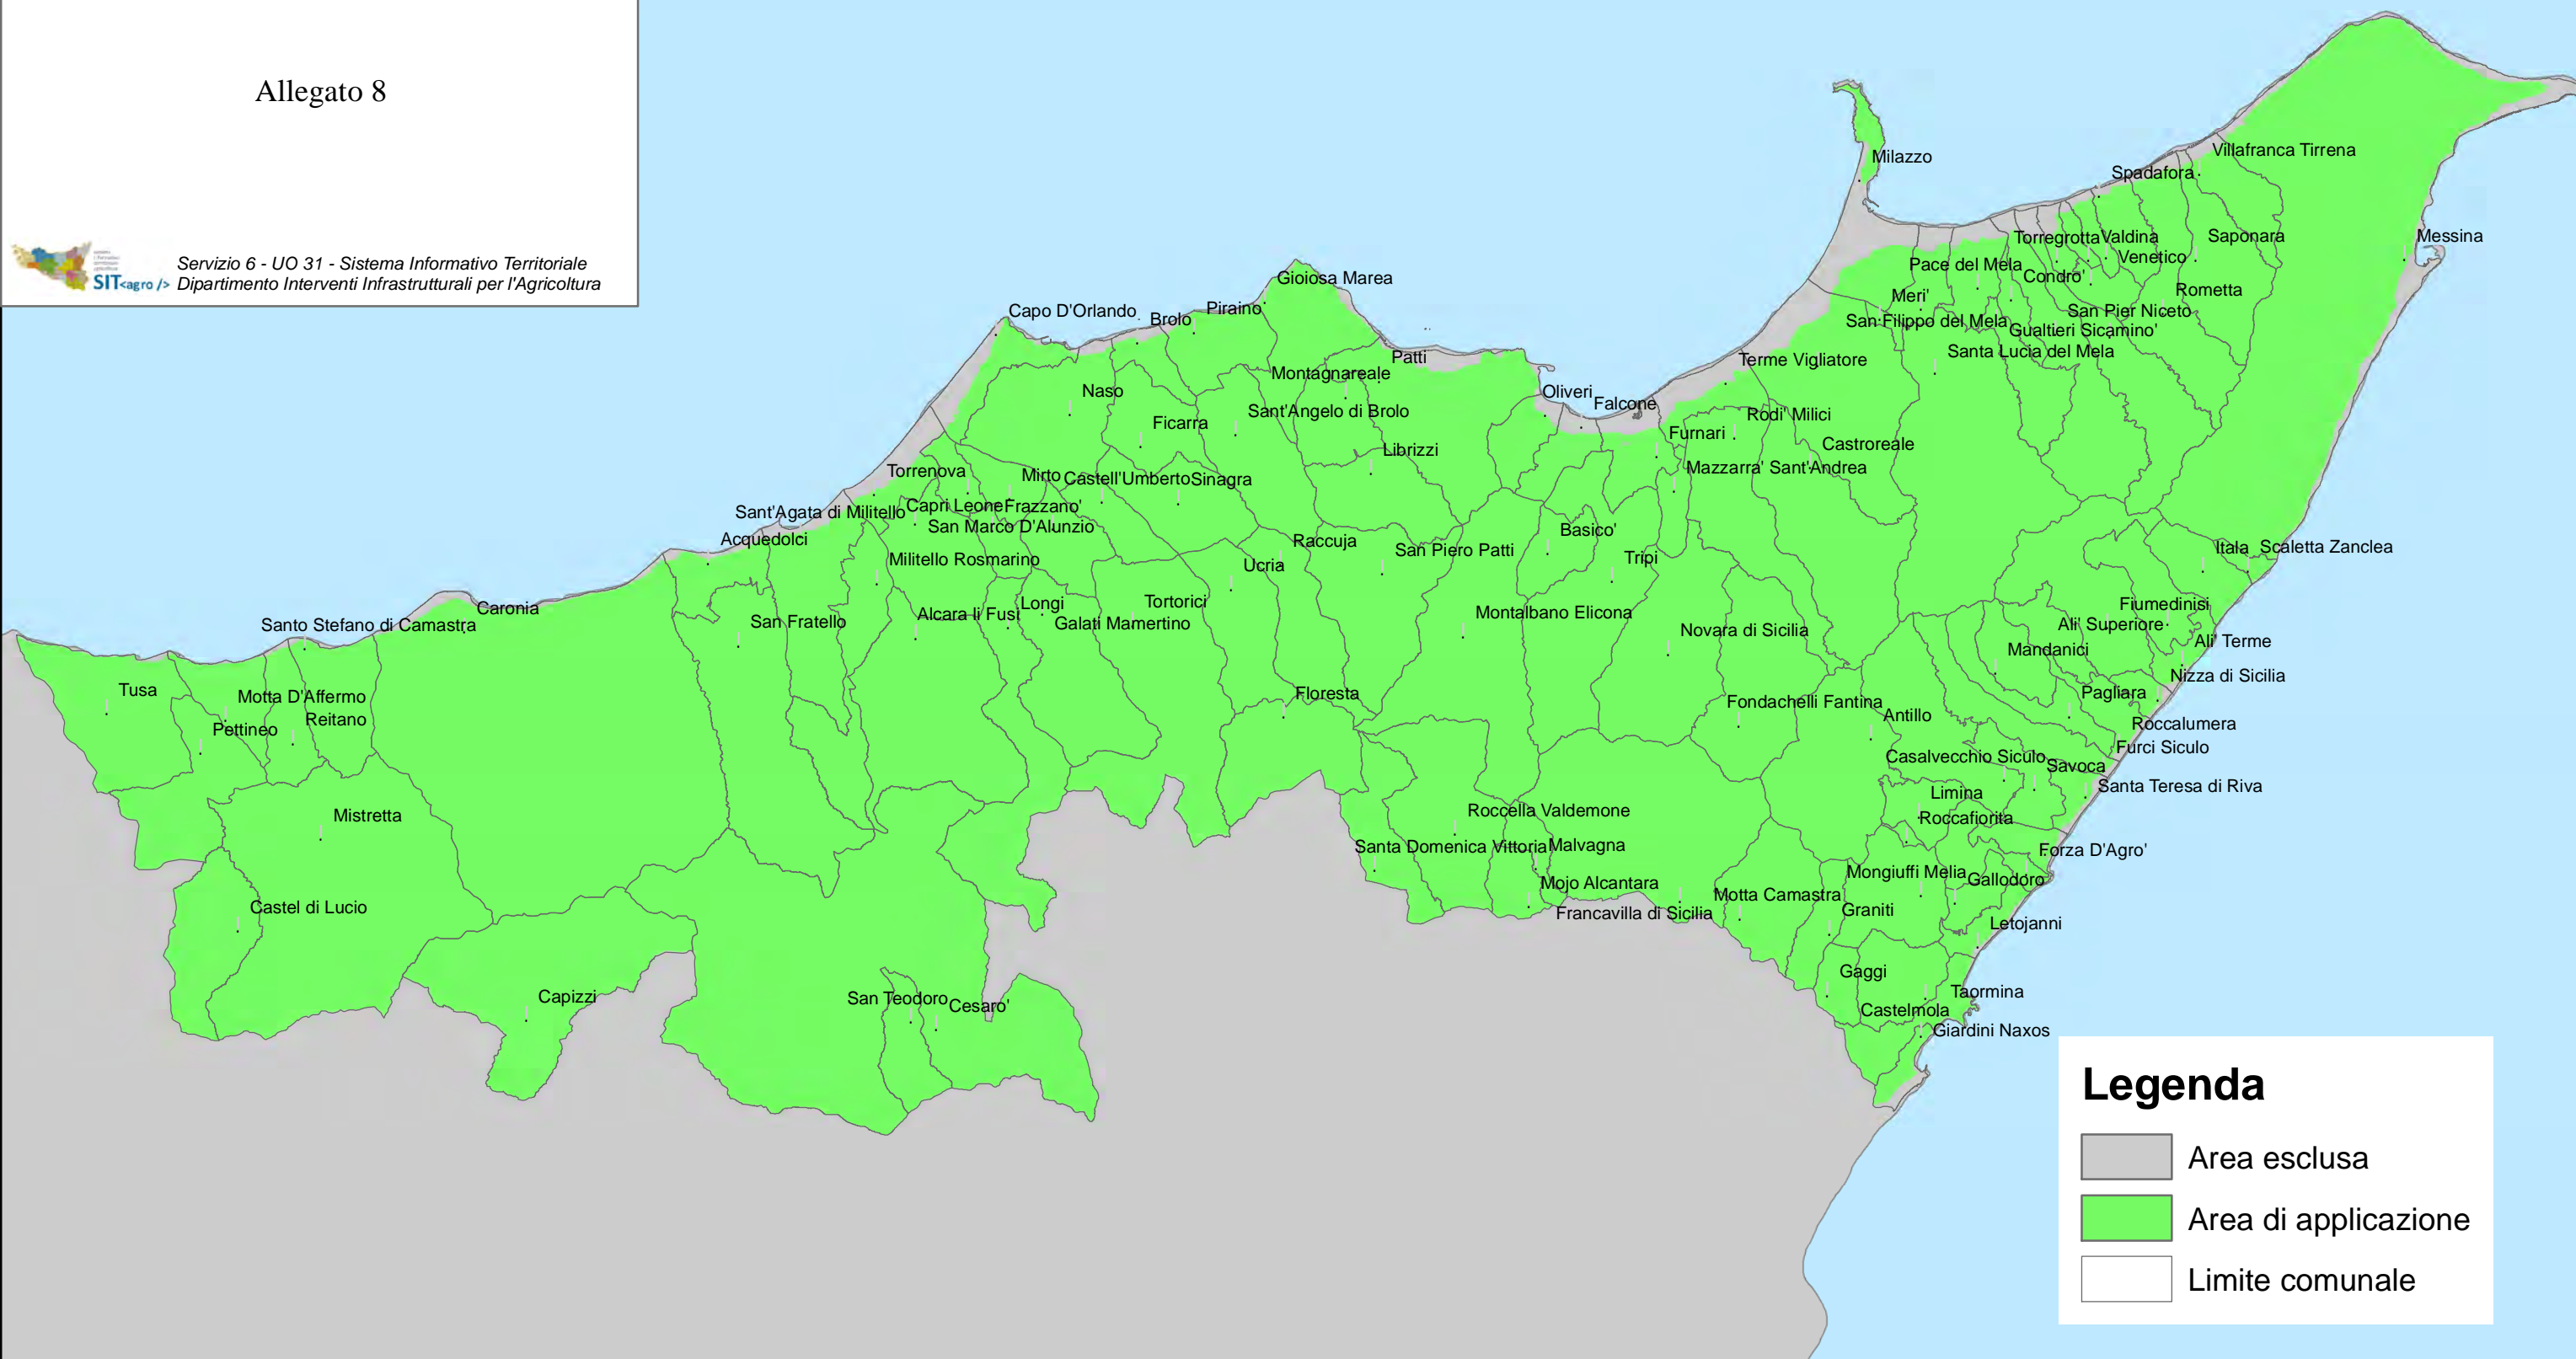 Allegato 8
SIT<agro />
Servizio 6 - UO 31 - Sistema Informativo Territoriale
Dipartimento Interventi Infrastrutturali per l'Agricoltura
Milazzo
Villafranca Tirrena
Spadafora
Torregrotta
Valdina
Saponara
Messina
Venetico
Pace del Mela
Condro'
Meri'
Rometta
San Pier Niceto
San Filippo del Mela
Gualtieri Sicamino'
Santa Lucia del Mela
Gioiosa Marea
Capo D'Orlando
Brolo
Piraino
Patti
Terme Vigliatore
Montagnareale
Naso
Oliveri
Falcone
Sant'Angelo di Brolo
Rodi' Milici
Ficarra
Furnari
Castroreale
Librizzi
Mazzarra' Sant'Andrea
Torrenova
Mirto
Castell'Umberto
Sinagra
Sant'Agata di Militello
Capri Leone
Frazzano'
San Marco D'Alunzio
Basico'
Acquedolci
Raccuja
San Piero Patti
Itala
Scaletta Zanclea
Militello Rosmarino
Ucria
Tripi
Caronia
Longi
Tortorici
Fiumedinisi
Santo Stefano di Camastra
San Fratello
Alcara li Fusi
Galati Mamertino
Montalbano Elicona
Novara di Sicilia
Ali' Superiore
Ali' Terme
Mandanici
Nizza di Sicilia
Tusa
Motta D'Affermo
Floresta
Pagliara
Reitano
Pettineo
Fondachelli Fantina
Antillo
Roccalumera
Furci Siculo
Casalvecchio Siculo
Savoca
Santa Teresa di Riva
Limina
Mistretta
Roccella Valdemone
Roccafiorita
Santa Domenica Vittoria
Malvagna
Forza D'Agro'
Mongiuffi Melia
Gallodoro
Mojo Alcantara
Motta Camastra
Castel di Lucio
Francavilla di Sicilia
Graniti
Letojanni
Gaggi
Capizzi
San Teodoro
Cesaro'
Taormina
Castelmola
Giardini Naxos
Legenda
Area esclusa
Area di applicazione
Limite comunale